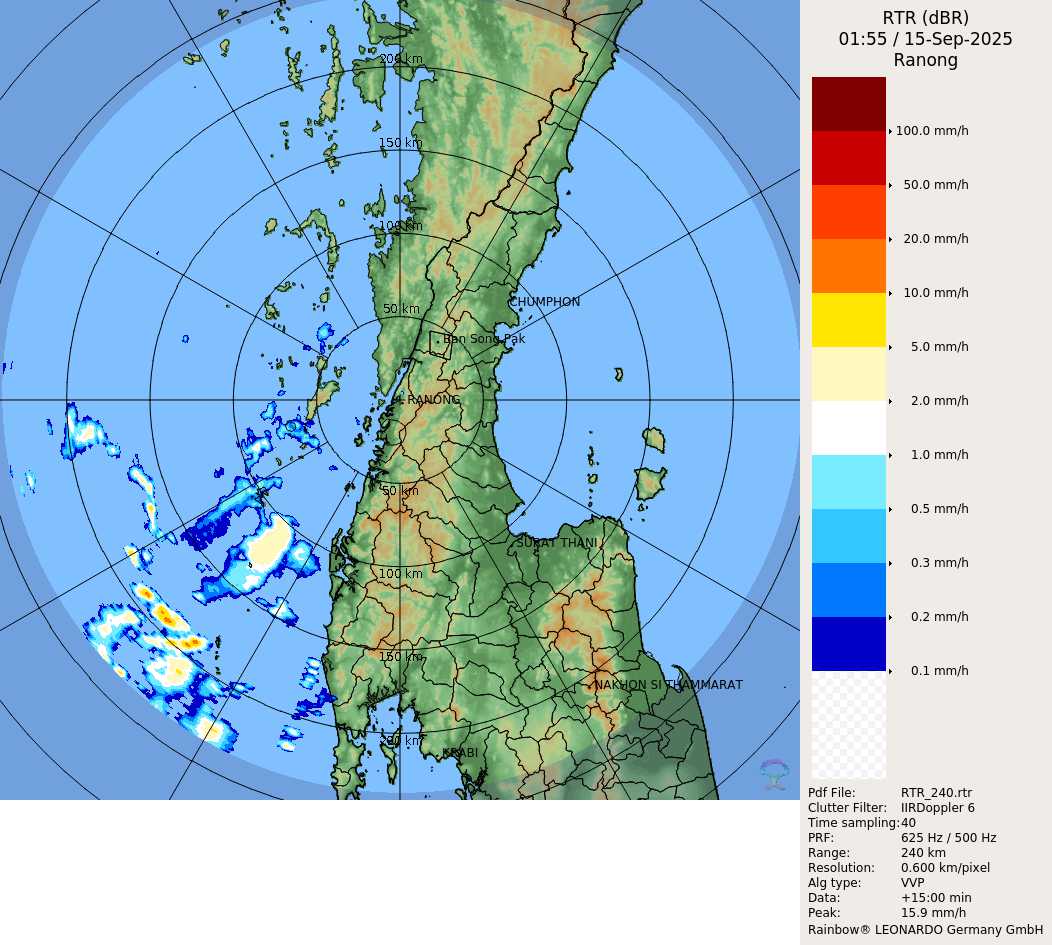 RTR (dBR)
01:55 / 15-Sep-2025
Ranong
100.0 mm/h
50.0 mm/h
20.0 mm/h
10.0 mm/h
5.0 mm/h
2.0 mm/h
1.0 mm/h
0.5 mm/h
0.3 mm/h
0.2 mm/h
0.1 mm/h
200 km
150 km
100 km
50 km
CHUMPHON
Ban Song Pak
RANONG
50 km
SURAT THANI
100 km
150 km
NAKHON SI THAMMARAT
200 km
KRABI
Pdf File: RTR_240.rtr
Clutter Filter: IIRDoppler 6
Time sampling: 40
PRF: 625 Hz / 500 Hz
Range: 240 km
Resolution: 0.600 km/pixel
Alg type: VVP
Data: +15:00 min
Peak: 15.9 mm/h
Rainbow® LEONARDO Germany GmbH